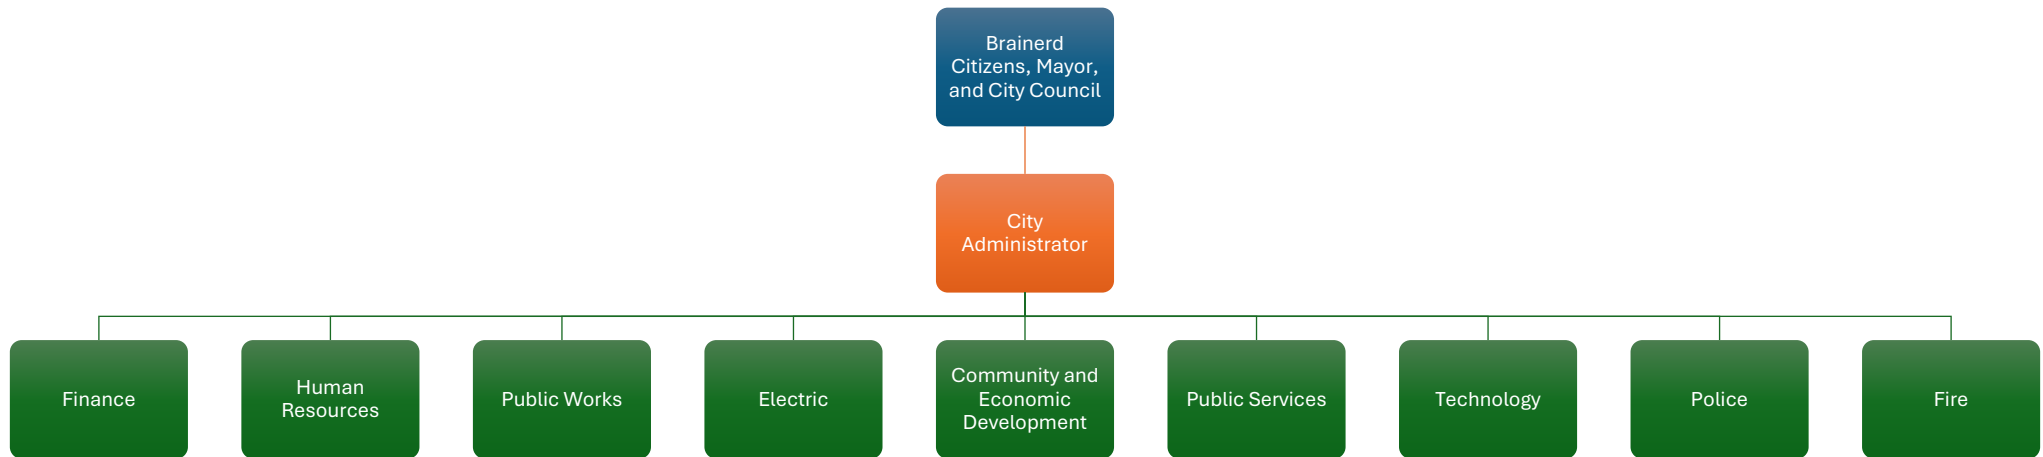 Brainerd
Citizens, Mayor,
and City Council
City
Administrator
Finance
Human
Resources
Public Works
Electric
Community and
Economic
Development
Public Services
Technology
Police
Fire